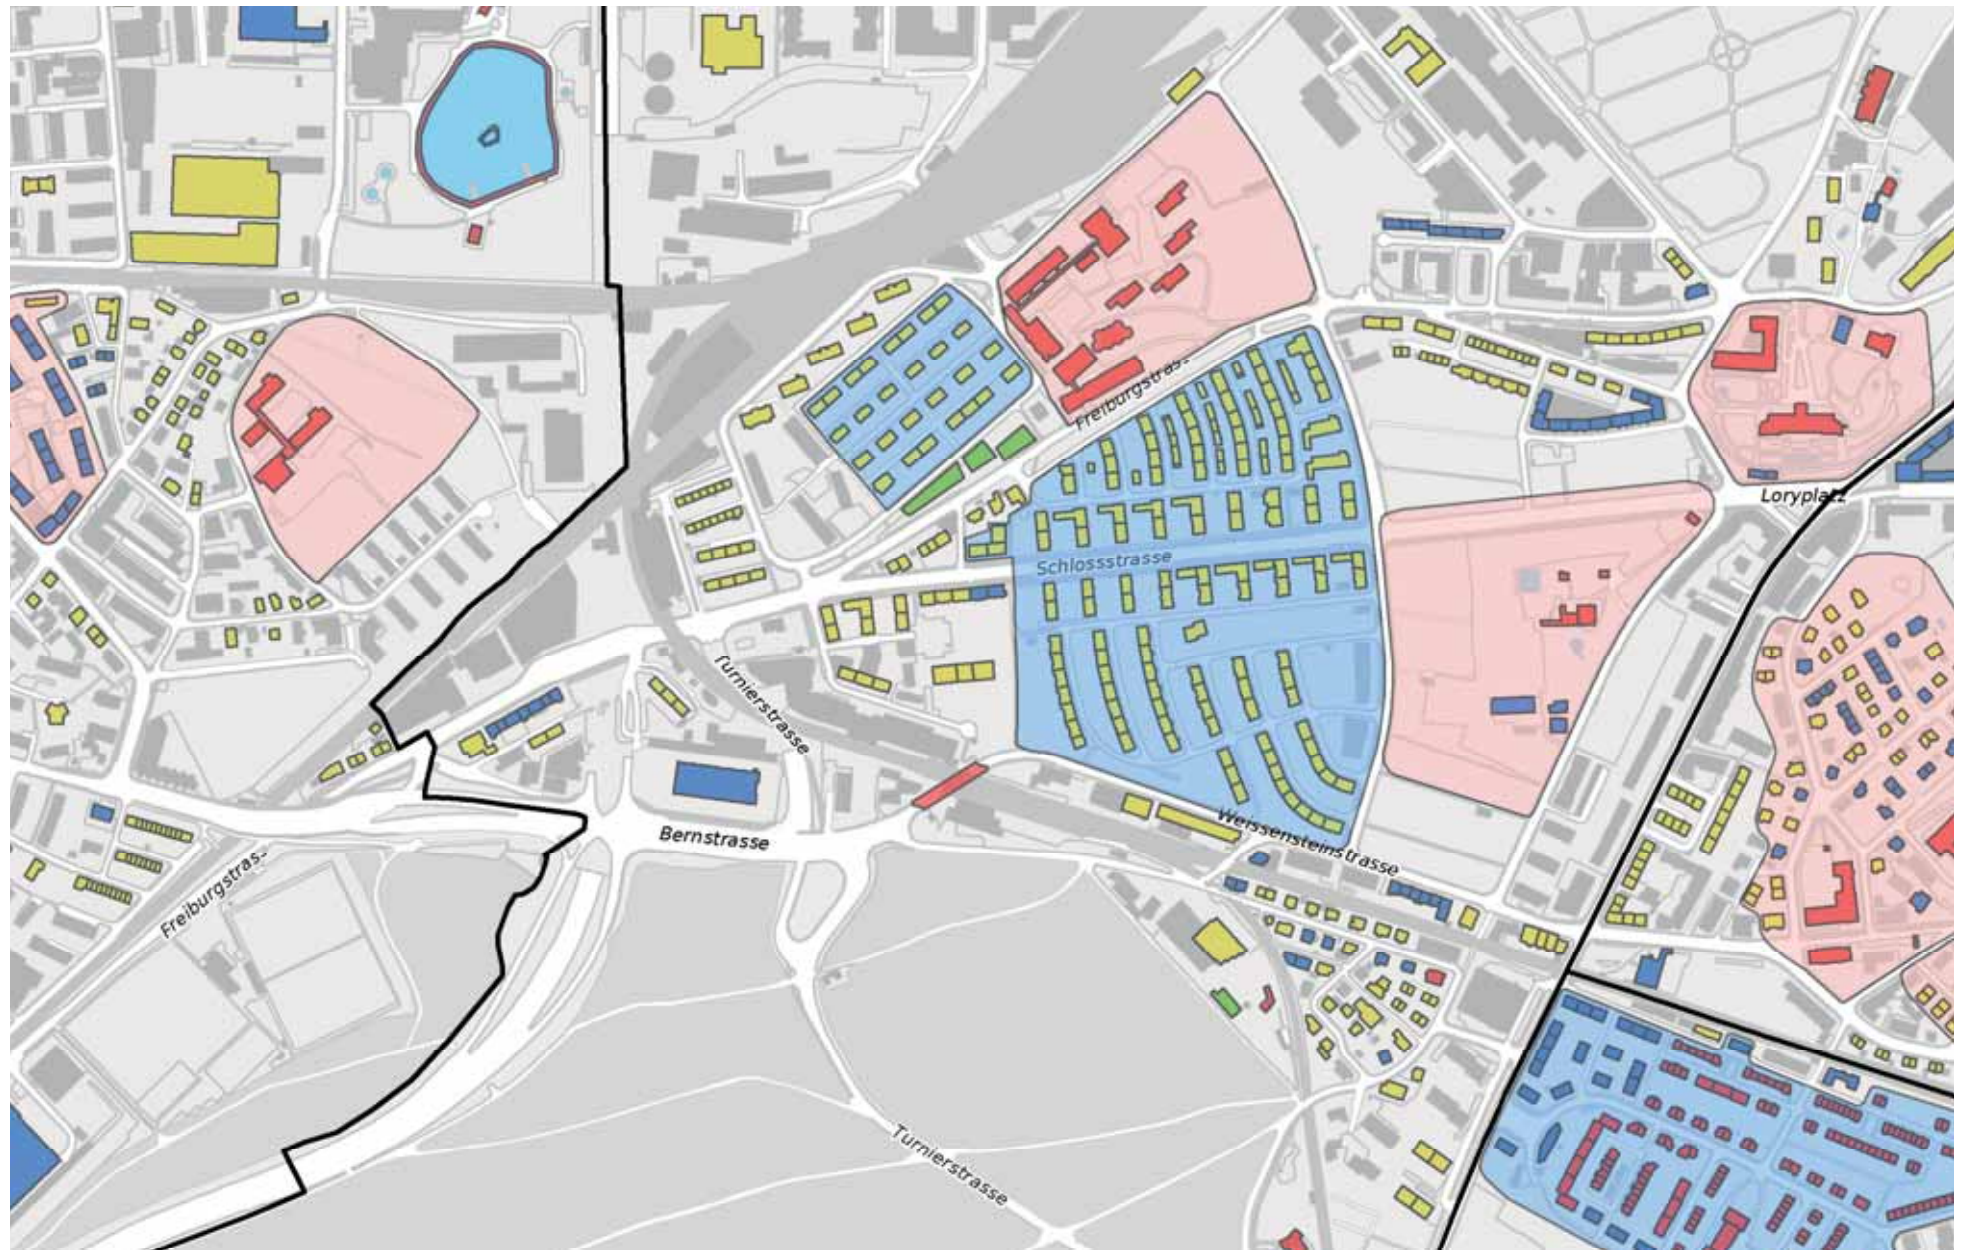 Freiburgstras-
Loryplatz
Schlossstrasse
Turnierstrasse
Bernstrasse
Weissensteinstrasse
Freiburgstras-
Turnierstrasse